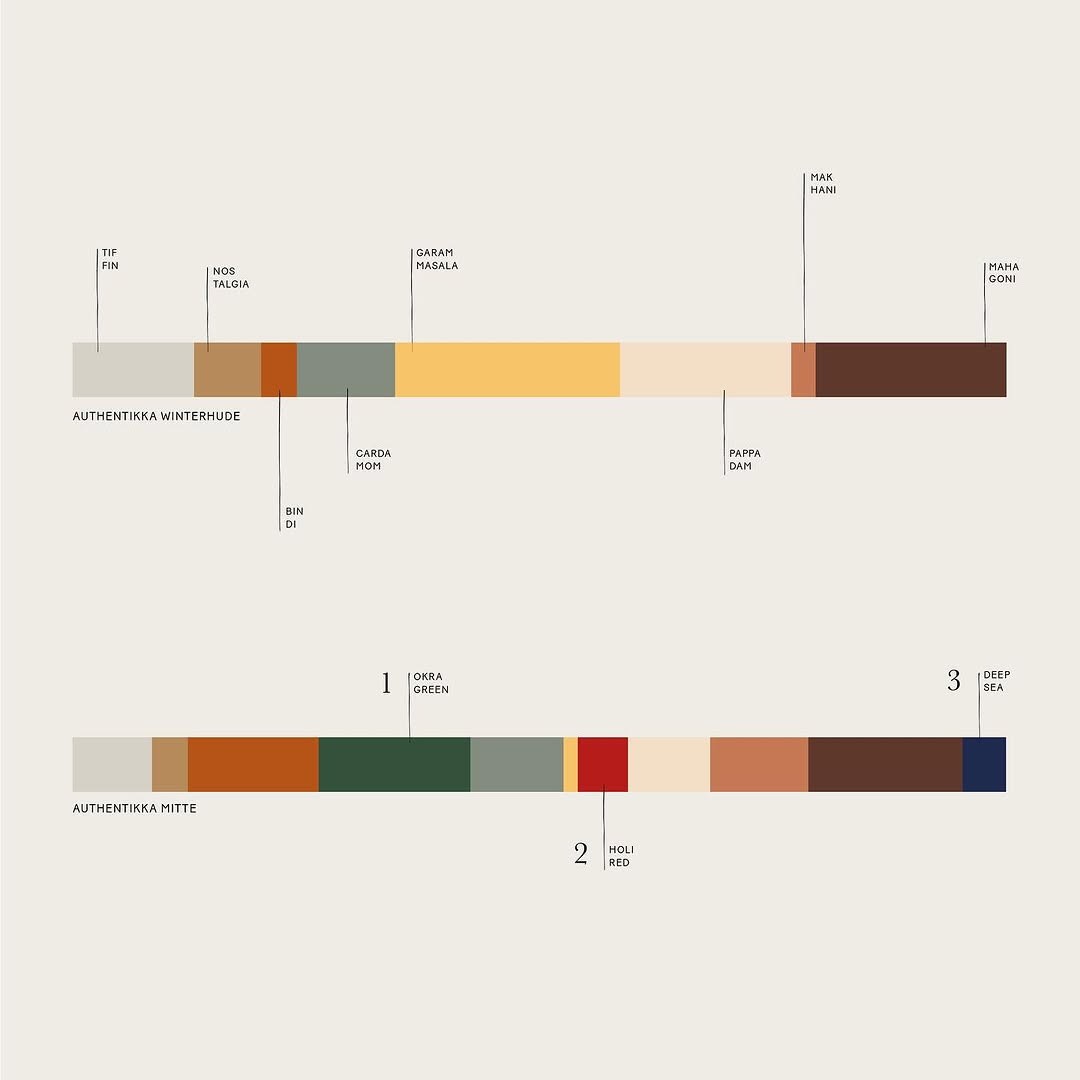 MAK
HANI
TIF
FIN
NOS
TALGIA
GARAM
MASALA
MAHA
GONI
AUTHENTIKKA WINTERHUDE
CARDA
MOM
PAPPA
DAM
BIN
DI
1
OKRA
GREEN
3
DEEP
SEA
AUTHENTIKKA MITTE
2
HOLI
RED